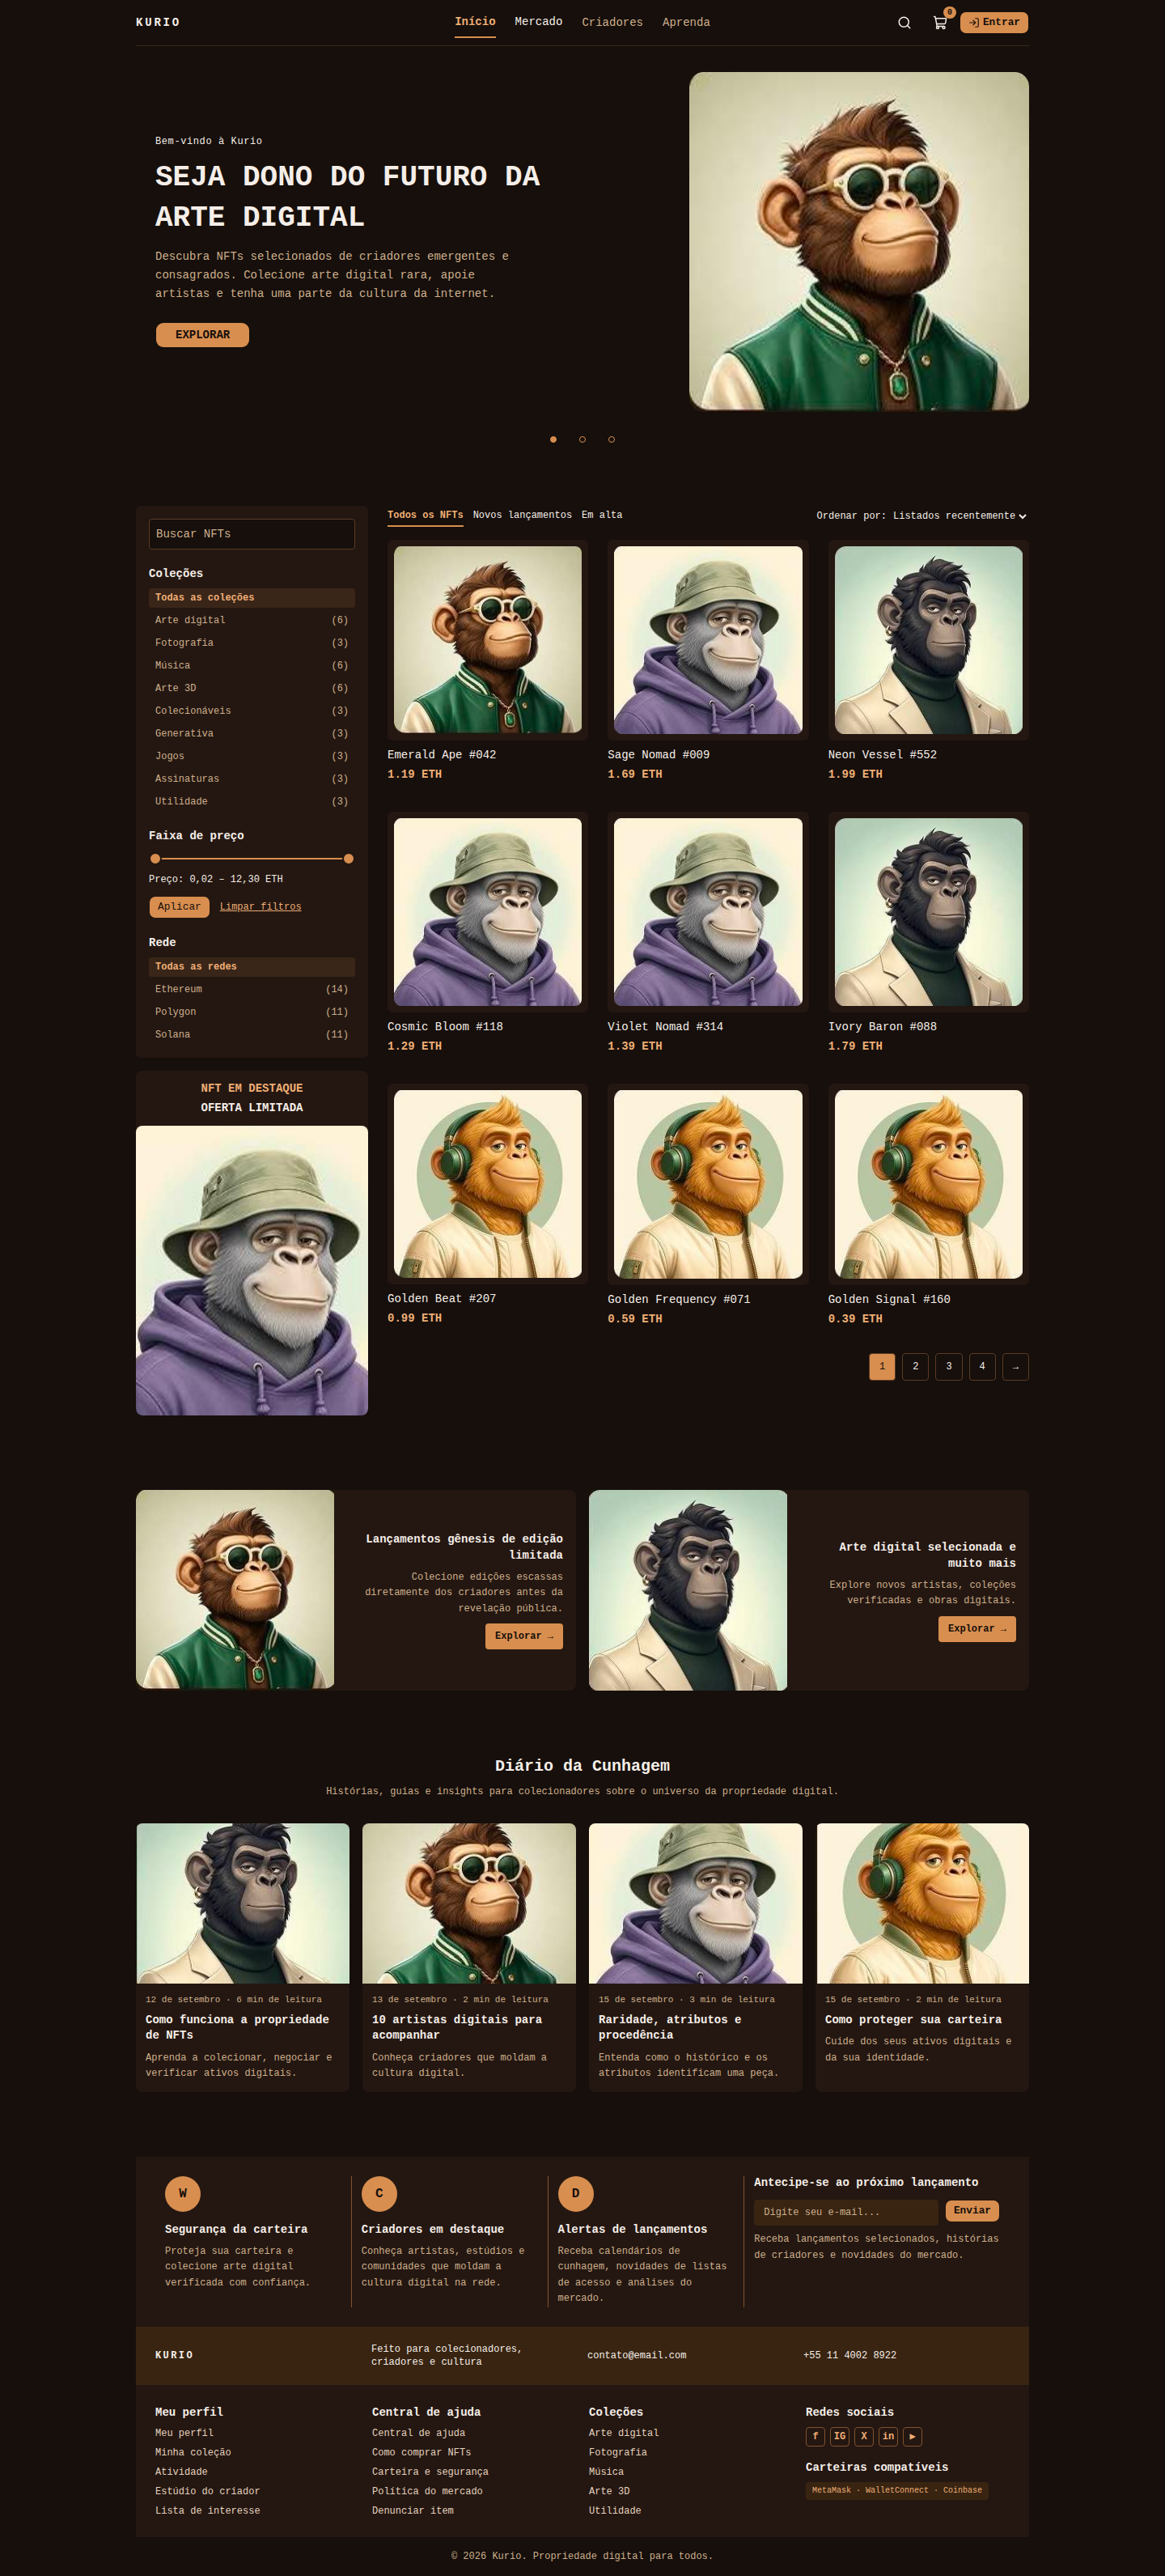 KURIO
Início
Mercado
Criadores
Aprenda
0
Entrar
Bem-vindo à Kurio
SEJA DONO DO FUTURO DA
ARTE DIGITAL
Descubra NFTs selecionados de criadores emergentes e
consagrados. Colecione arte digital rara, apoie
artistas e tenha uma parte da cultura da internet.
EXPLORAR
Buscar NFTs
Coleções
Todas as coleções
Arte digital (6)
Fotografia (3)
Música (6)
Arte 3D (6)
Colecionáveis (3)
Generativa (3)
Jogos (3)
Assinaturas (3)
Utilidade (3)
Faixa de preço
Preço: 0,02 – 12,30 ETH
Aplicar Limpar filtros
Rede
Todas as redes
Ethereum (14)
Polygon (11)
Solana (11)
NFT EM DESTAQUE
OFERTA LIMITADA
Todos os NFTs Novos lançamentos Em alta
Ordenar por: Listados recentemente
Emerald Ape #042
1.19 ETH
Sage Nomad #009
1.69 ETH
Neon Vessel #552
1.99 ETH
Cosmic Bloom #118
1.29 ETH
Violet Nomad #314
1.39 ETH
Ivory Baron #088
1.79 ETH
Golden Beat #207
0.99 ETH
Golden Frequency #071
0.59 ETH
Golden Signal #160
0.39 ETH
1 2 3 4 →
Lançamentos gênesis de edição
limitada
Colecione edições escassas
diretamente dos criadores antes da
revelação pública.
Explorar →
Arte digital selecionada e
muito mais
Explore novos artistas, coleções
verificadas e obras digitais.
Explorar →
Diário da Cunhagem
Histórias, guias e insights para colecionadores sobre o universo da propriedade digital.
12 de setembro · 6 min de leitura
Como funciona a propriedade
de NFTs
Aprenda a colecionar, negociar e
verificar ativos digitais.
13 de setembro · 2 min de leitura
10 artistas digitais para
acompanhar
Conheça criadores que moldam a
cultura digital.
15 de setembro · 3 min de leitura
Raridade, atributos e
procedência
Entenda como o histórico e os
atributos identificam uma peça.
15 de setembro · 2 min de leitura
Como proteger sua carteira
Cuide dos seus ativos digitais e
da sua identidade.
W
Segurança da carteira
Proteja sua carteira e
colecione arte digital
verificada com confiança.
C
Criadores em destaque
Conheça artistas, estúdios e
comunidades que moldam a
cultura digital na rede.
D
Alertas de lançamentos
Receba calendários de
cunhagem, novidades de listas
de acesso e análises do
mercado.
Antecipe-se ao próximo lançamento
Digite seu e-mail...
Enviar
Receba lançamentos selecionados, histórias
de criadores e novidades do mercado.
KURIO
Feito para colecionadores,
criadores e cultura
contato@email.com
+55 11 4002 8922
Meu perfil
Meu perfil
Minha coleção
Atividade
Estúdio do criador
Lista de interesse
Central de ajuda
Central de ajuda
Como comprar NFTs
Carteira e segurança
Política do mercado
Denunciar item
Coleções
Arte digital
Fotografia
Música
Arte 3D
Utilidade
Redes sociais
f IG X in ▶
Carteiras compatíveis
MetaMask · WalletConnect · Coinbase
© 2026 Kurio. Propriedade digital para todos.